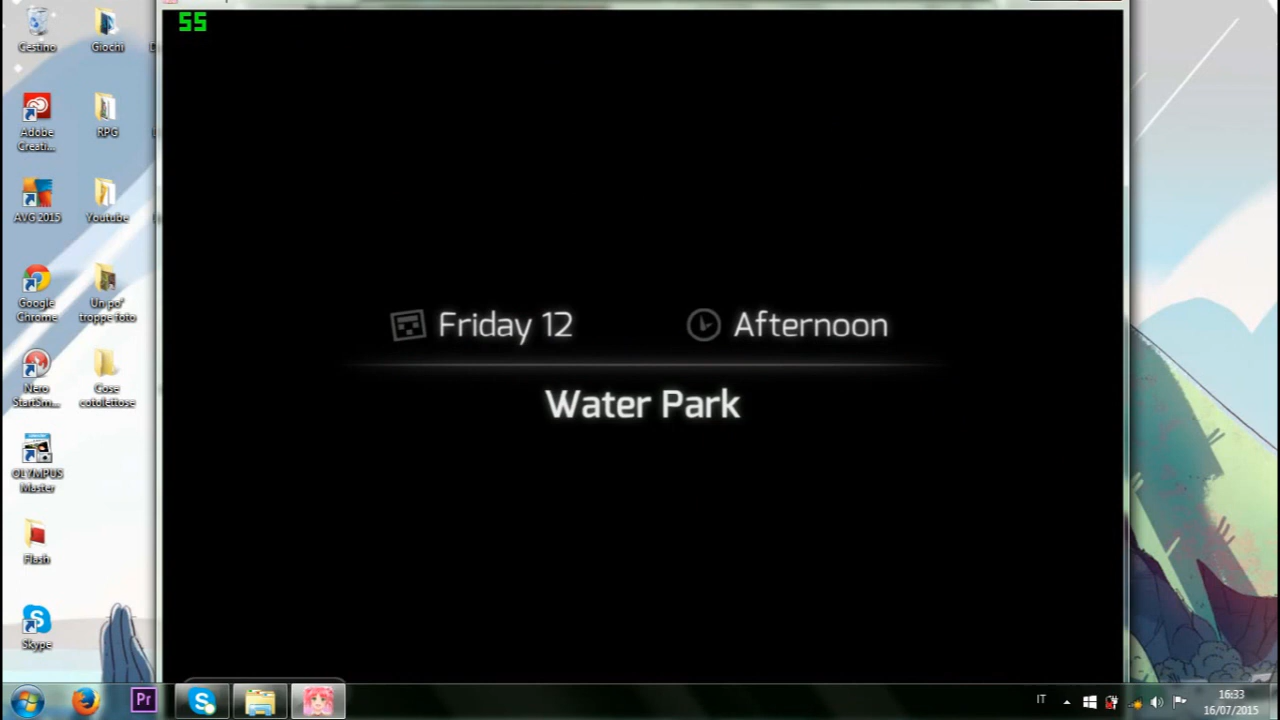 55
Cestino
Giochi
Adobe
Creati...
RPG
AVG 2015
Youtube
Google
Chrome
Un po'
troppe foto
Nero
StartSm...
Cose
cotolettose
OLYMPUS
Master
Flash
Skype
Friday 12
Afternoon
Water Park
Pr
IT
16:33
16/07/2015